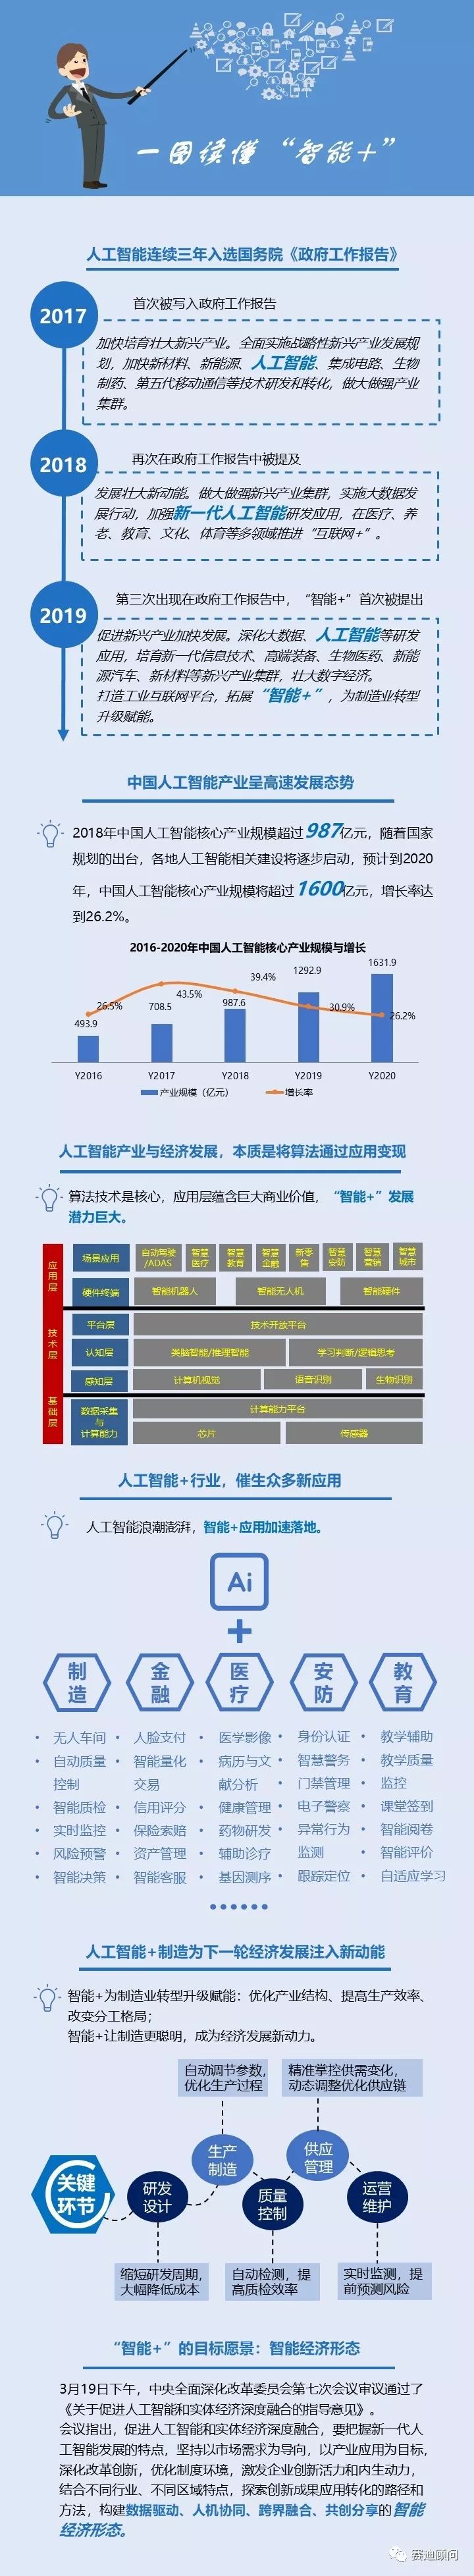 一图读懂“智能＋”
人工智能连续三年入选国务院《政府工作报告》
2017
首次被写入政府工作报告
加快培育壮大新兴产业。全面实施战略性新兴产业发展规
划，加快新材料、新能源、人工智能、集成电路、生物
制药、第五代移动通信等技术研发和转化，做大做强产业
集群。
2018
再次在政府工作报告中被提及
发展壮大新动能。做大做强新兴产业集群，实施大数据发
展行动，加强新一代人工智能研发应用，在医疗、养
老、教育、文化、体育等多领域推进“互联网+”。
2019
第三次出现在政府工作报告中，“智能+”首次被提出
促进新兴产业加快发展。深化大数据、人工智能等研发
应用，培育新一代信息技术、高端装备、生物医药、新能
源汽车、新材料等新兴产业集群，壮大数字经济。
打造工业互联网平台，拓展“智能+”，为制造业转型
升级赋能。
中国人工智能产业呈高速发展态势
2018年中国人工智能核心产业规模超过987亿元，随着国家
规划的出台，各地人工智能相关建设将逐步启动，预计到2020
年，中国人工智能核心产业规模将超过1600亿元，增长率达
到26.2%。
2016-2020年中国人工智能核心产业规模与增长
493.9
26.5%
708.5
43.5%
987.6
39.4%
1292.9
30.9%
1631.9
26.2%
Y2016 Y2017 Y2018 Y2019 Y2020
产业规模（亿元） 增长率
人工智能产业与经济发展，本质是将算法通过应用变现
算法技术是核心，应用层蕴含巨大商业价值，“智能+”发展
潜力巨大。
应用层
场景应用
自动驾驶/ADAS 智慧医疗 智慧教育 智慧金融 新零售 智慧安防 智慧营销 智慧城市
硬件终端
智能机器人 智能无人机 智能硬件
技术层
平台层
技术开放平台
认知层
类脑智能/推理智能 学习判断/逻辑思考
感知层
计算机视觉 语音识别 生物识别
基础层
数据采集
与
计算能力
计算能力平台
芯片 传感器
人工智能+行业，催生众多新应用
人工智能浪潮澎湃，智能+应用加速落地。
Ai
+
制造
• 无人车间
• 自动质量
控制
• 智能质检
• 实时监控
• 风险预警
• 智能决策
金融
• 人脸支付
• 智能量化
交易
• 信用评分
• 保险索赔
• 资产管理
• 智能客服
医疗
• 医学影像
• 病历与文
献分析
• 健康管理
• 药物研发
• 辅助诊疗
• 基因测序
安防
• 身份认证
• 智慧警务
• 门禁管理
• 电子警察
• 异常行为
监测
• 跟踪定位
教育
• 教学辅助
• 教学质量
监控
• 课堂签到
• 智能阅卷
• 智能评价
• 自适应学习
人工智能+制造为下一轮经济发展注入新动能
智能+为制造业转型升级赋能：优化产业结构、提高生产效率、
改变分工格局；
智能+让制造更聪明，成为经济发展新动力。
自动调节参数，
优化生产过程
精准掌控供需变化，
动态调整优化供应链
关键
环节
研发
设计
生产
制造
质量
控制
供应
管理
运营
维护
缩短研发周期，
大幅降低成本
自动检测，提
高质检效率
实时监测，提
前预测风险
“智能+”的目标愿景：智能经济形态
3月19日下午，中央全面深化改革委员会第七次会议审议通过了
《关于促进人工智能和实体经济深度融合的指导意见》。
会议指出，促进人工智能和实体经济深度融合，要把握新一代人
工智能发展的特点，坚持以市场需求为导向，以产业应用为目标，
深化改革创新，优化制度环境，激发企业创新活力和内生动力，
结合不同行业、不同区域特点，探索创新成果应用转化的路径和
方法，构建数据驱动、人机协同、跨界融合、共创分享的智能
经济形态。
赛迪顾问